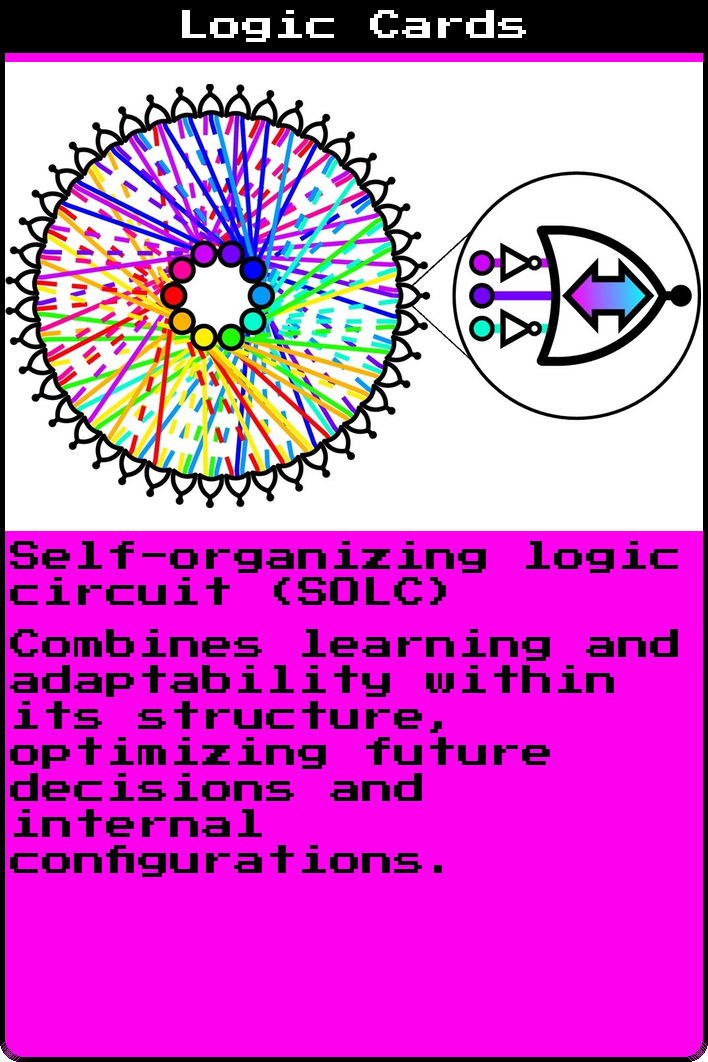 Logic Cards
Self-organizing logic
circuit (SOLC)
Combines learning and
adaptability within
its structure,
optimizing future
decisions and
internal
configurations.